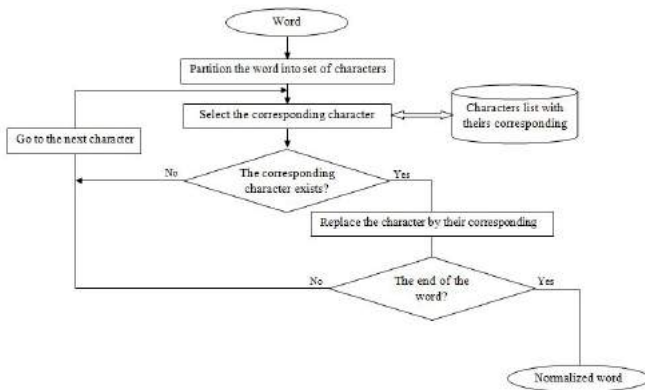 Word
Partition the word into set of characters
Select the corresponding character
Characters list with
theirs corresponding
Go to the next character
The corresponding
character exists?
No
Yes
Replace the character by their corresponding
The end of the
word?
No
Yes
Normalized word